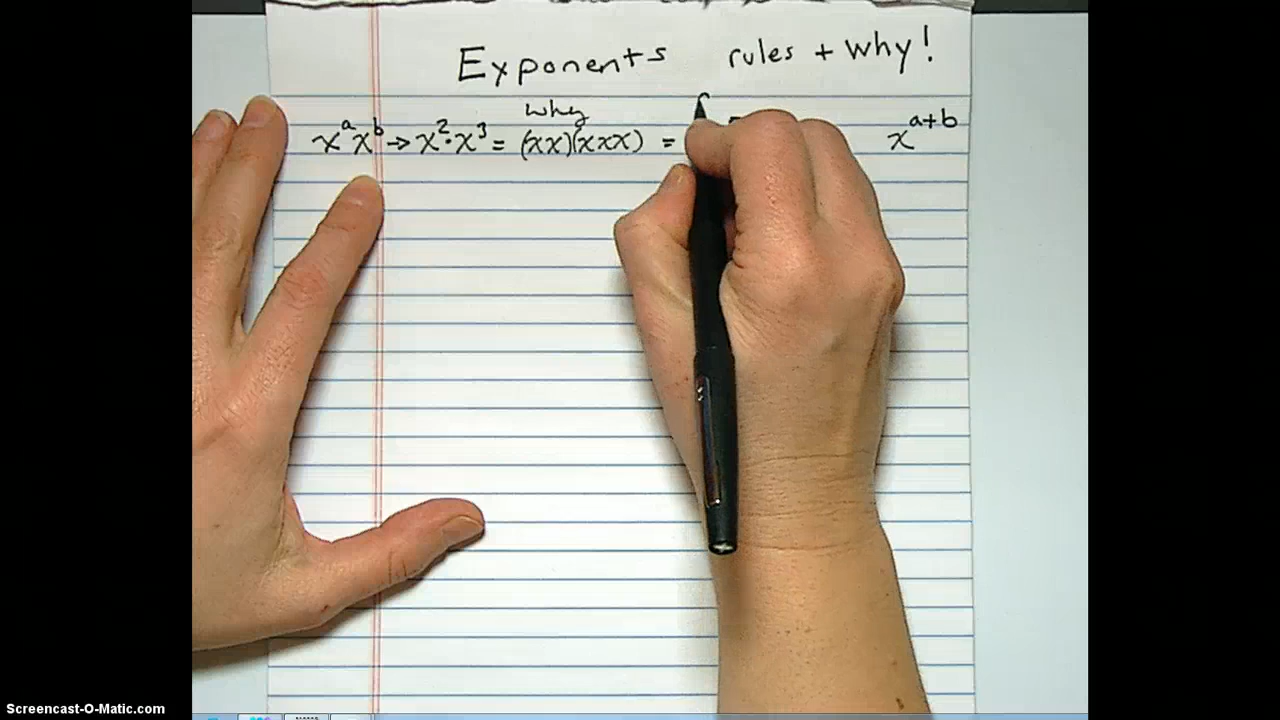 Exponents rules + why!
why
x^a x^b → x^2 · x^3 = (xx)(xxx) = x^{a+b}
Screencast-O-Matic.com